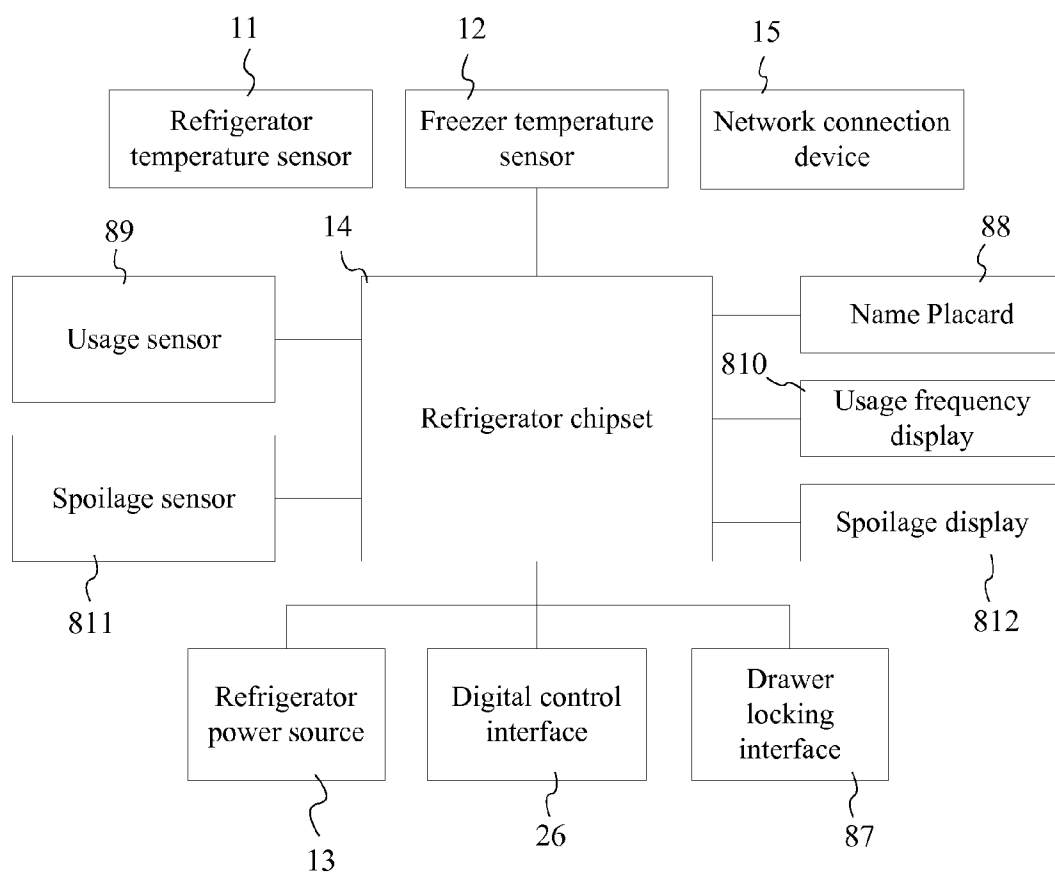 11
12
15
Refrigerator
temperature sensor
Freezer temperature
sensor
Network connection
device
89
14
88
Usage sensor
Refrigerator chipset
Name Placard
810
Usage frequency
display
Spoilage sensor
Spoilage display
811
812
Refrigerator
power source
Digital control
interface
Drawer
locking
interface
13
26
87